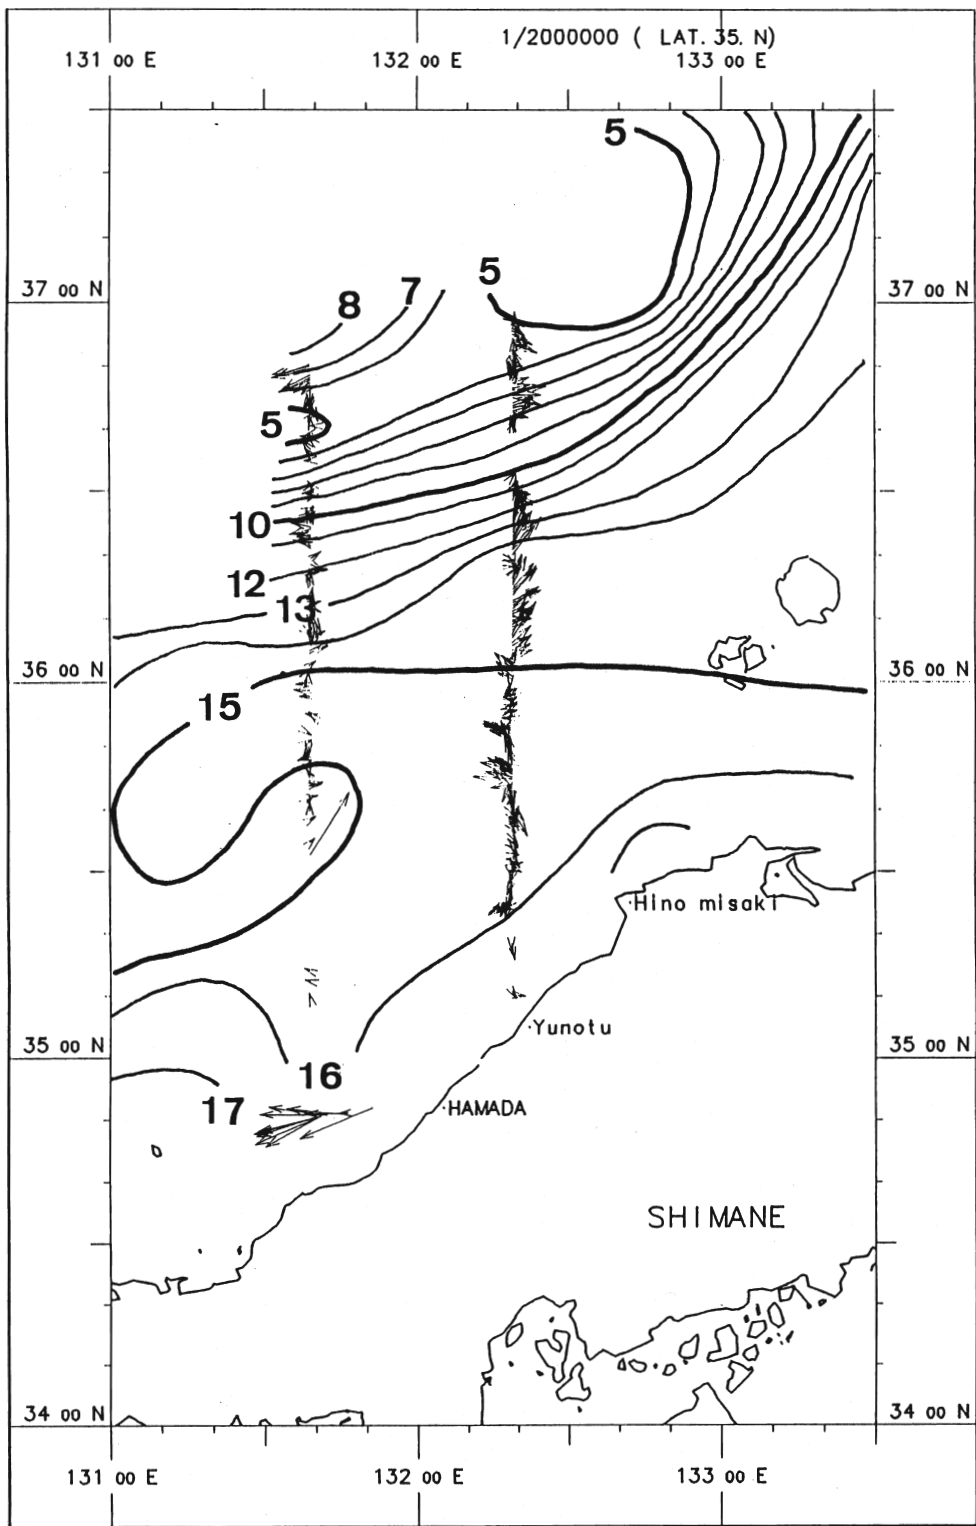 1/2000000 ( LAT. 35. N)
131 00 E 132 00 E 133 00 E
5
5
37 00 N 8 7 37 00 N
5
10
12
13
36 00 N 36 00 N
15
Hino misaki
Yunotu
35 00 N 35 00 N
16
17 HAMADA
SHIMANE
34 00 N 34 00 N
131 00 E 132 00 E 133 00 E